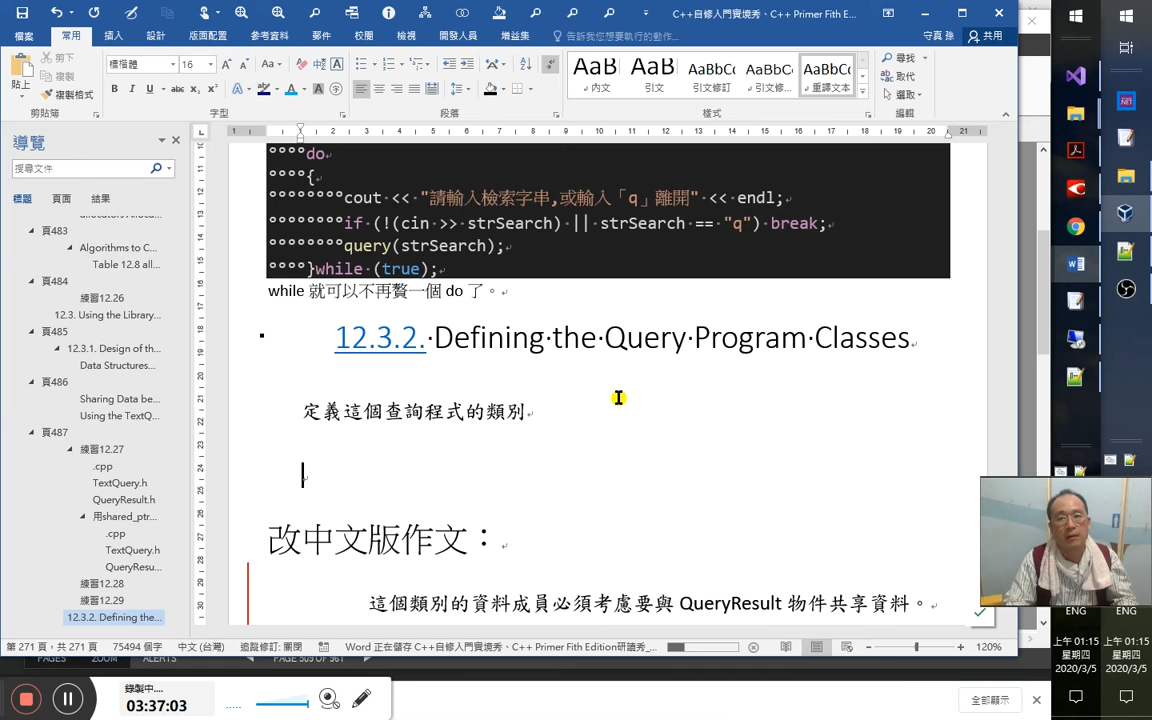 C++自修入門實境秀、C++ Primer Fith E...
檔案 常用 插入 設計 版面配置 參考資料 郵件 校閱 檢視 開發人員 增益集 告訴我您想要執行的動作... 守真 孫 共用
貼上 剪下 複製 複製格式
標楷體 16
AaB AaB AaBbC AaBbC AaBbC
內文 引文 引文修訂 引文修... 重譯文本
尋找 取代 選取
剪貼簿 字型 段落 樣式 編輯
導覽
搜尋文件
標題 頁面 結果
頁483
Algorithms to C...
Table 12.8 all...
頁484
練習12.26
12.3. Using the Library...
頁485
12.3.1. Design of th...
Data Structures...
頁486
Sharing Data be...
Using the TextQ...
頁487
練習12.27
.cpp
TextQuery.h
QueryResult.h
用shared_ptr...
.cpp
TextQuery.h
QueryResu...
練習12.28
練習12.29
12.3.2. Defining the...
do
{
cout << "請輸入檢索字串,或輸入「q」離開" << endl;
if (!(cin >> strSearch) || strSearch == "q") break;
query(strSearch);
}while (true);
while 就可以不再贅一個 do 了。
12.3.2. Defining the Query Program Classes
定義這個查詢程式的類別
改中文版作文：
這個類別的資料成員必須考慮要與 QueryResult 物件共享資料。
第 271 頁，共 271 頁 75494 個字 中文 (台灣) 追蹤修訂: 關閉 Word 正在儲存 C++自修入門實境秀、C++ Primer Fith Edition研讀秀... 120%
PAGES ZOOM ALERTS PAGE 509 OF 961
錄製中....
03:37:03
全部顯示
ENG ENG
上午 01:15 上午 01:15
星期四 星期四
2020/3/5 2020/3/5